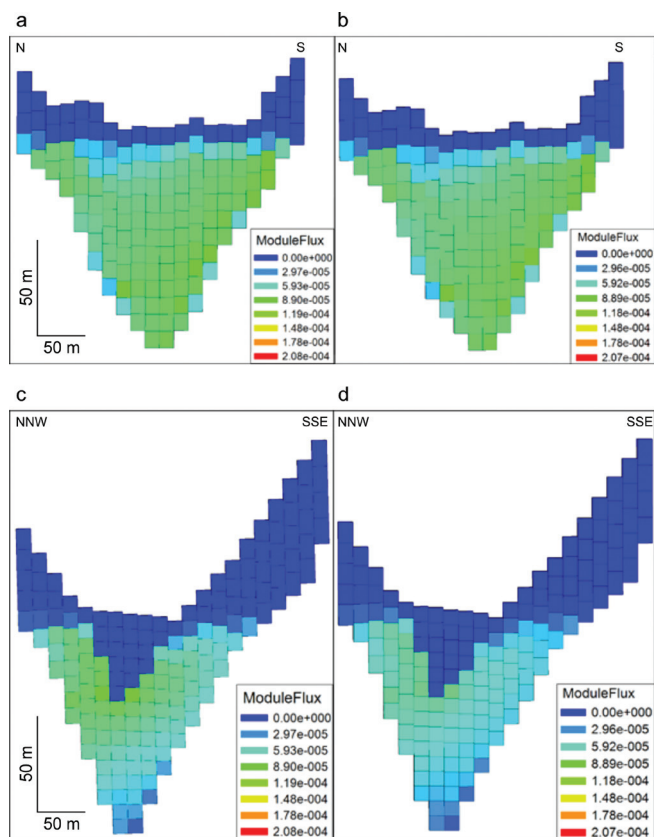 a
b
N
S
N
S
ModuleFlux
0.00e+000
2.97e-005
5.93e-005
8.90e-005
1.19e-004
1.48e-004
1.78e-004
2.08e-004
50 m
50 m
ModuleFlux
0.00e+000
2.96e-005
5.92e-005
8.89e-005
1.18e-004
1.48e-004
1.78e-004
2.07e-004
c
d
NNW
SSE
NNW
SSE
ModuleFlux
0.00e+000
2.97e-005
5.93e-005
8.90e-005
1.19e-004
1.48e-004
1.78e-004
2.08e-004
50 m
50 m
ModuleFlux
0.00e+000
2.96e-005
5.92e-005
8.89e-005
1.18e-004
1.48e-004
1.78e-004
2.07e-004